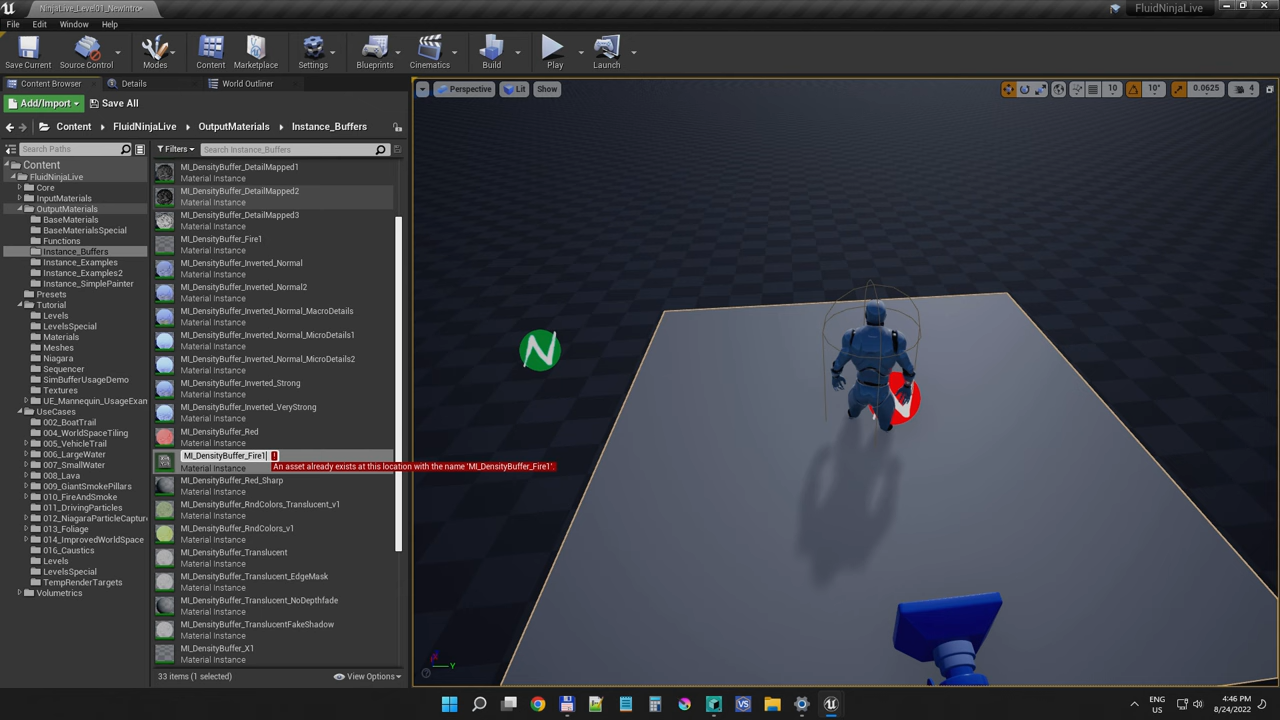 NinjaLive_Level01_NewIntro•
FluidNinjaLive
File Edit Window Help
Save Current Source Control Modes Content Marketplace Settings Blueprints Cinematics Build Play Launch
Content Browser Details World Outliner
Perspective Lit Show 10 10° 0.0625 4
Add/Import Save All
Content FluidNinjaLive OutputMaterials Instance_Buffers
Search Paths
Filters Search Instance_Buffers
Content
FluidNinjaLive
Core
InputMaterials
OutputMaterials
BaseMaterials
BaseMaterialsSpecial
Functions
Instance_Buffers
Instance_Examples
Instance_Examples2
Instance_SimplePainter
Presets
Tutorial
Levels
LevelsSpecial
Materials
Meshes
Niagara
Sequencer
SimBufferUsageDemo
Textures
UE_Mannequin_UsageExan
UseCases
002_BoatTrail
004_WorldSpaceTiling
005_VehicleTrail
006_LargeWater
007_SmallWater
008_Lava
009_GiantSmokePillars
010_FireAndSmoke
011_DrivingParticles
012_NiagaraParticleCapture
013_Foliage
014_ImprovedWorldSpace
016_Caustics
Levels
LevelsSpecial
TempRenderTargets
Volumetrics
MI_DensityBuffer_DetailMapped1
Material Instance
MI_DensityBuffer_DetailMapped2
Material Instance
MI_DensityBuffer_DetailMapped3
Material Instance
MI_DensityBuffer_Fire1
Material Instance
MI_DensityBuffer_Inverted_Normal
Material Instance
MI_DensityBuffer_Inverted_Normal2
Material Instance
MI_DensityBuffer_Inverted_Normal_MacroDetails
Material Instance
MI_DensityBuffer_Inverted_Normal_MicroDetails1
Material Instance
MI_DensityBuffer_Inverted_Normal_MicroDetails2
Material Instance
MI_DensityBuffer_Inverted_Strong
Material Instance
MI_DensityBuffer_Inverted_VeryStrong
Material Instance
MI_DensityBuffer_Red
Material Instance
MI_DensityBuffer_Fire1 !
Material Instance
An asset already exists at this location with the name 'MI_DensityBuffer_Fire1'.
MI_DensityBuffer_Red_Sharp
Material Instance
MI_DensityBuffer_RndColors_Translucent_v1
Material Instance
MI_DensityBuffer_RndColors_v1
Material Instance
MI_DensityBuffer_Translucent
Material Instance
MI_DensityBuffer_Translucent_EdgeMask
Material Instance
MI_DensityBuffer_Translucent_NoDepthfade
Material Instance
MI_DensityBuffer_TranslucentFakeShadow
Material Instance
MI_DensityBuffer_X1
Material Instance
33 items (1 selected) View Options
N
Y
ENG
US
4:46 PM
8/24/2022